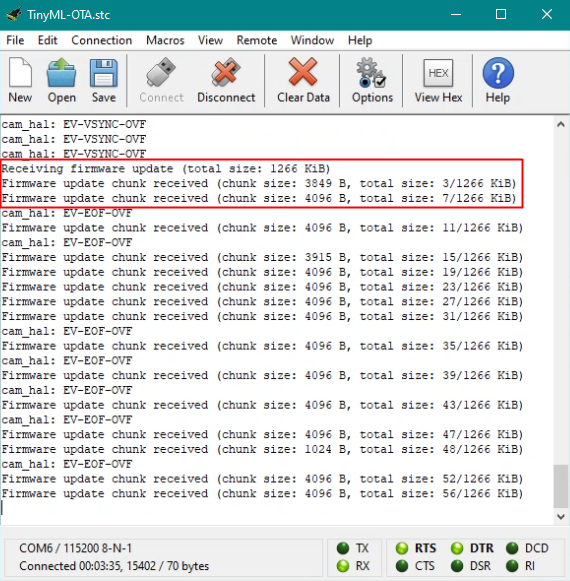 TinyML-OTA.stc
File Edit Connection Macros View Remote Window Help
New Open Save Connect Disconnect Clear Data Options HEX View Hex ? Help
cam_hal: EV-VSYNC-OVF
cam_hal: EV-VSYNC-OVF
cam_hal: EV-VSYNC-OVF
Receiving firmware update (total size: 1266 KiB)
Firmware update chunk received (chunk size: 3849 B, total size: 3/1266 KiB)
Firmware update chunk received (chunk size: 4096 B, total size: 7/1266 KiB)
cam_hal: EV-EOF-OVF
Firmware update chunk received (chunk size: 4096 B, total size: 11/1266 KiB)
cam_hal: EV-EOF-OVF
Firmware update chunk received (chunk size: 3915 B, total size: 15/1266 KiB)
Firmware update chunk received (chunk size: 4096 B, total size: 19/1266 KiB)
Firmware update chunk received (chunk size: 4096 B, total size: 23/1266 KiB)
Firmware update chunk received (chunk size: 4096 B, total size: 27/1266 KiB)
Firmware update chunk received (chunk size: 4096 B, total size: 31/1266 KiB)
cam_hal: EV-EOF-OVF
Firmware update chunk received (chunk size: 4096 B, total size: 35/1266 KiB)
cam_hal: EV-EOF-OVF
Firmware update chunk received (chunk size: 4096 B, total size: 39/1266 KiB)
cam_hal: EV-EOF-OVF
Firmware update chunk received (chunk size: 4096 B, total size: 43/1266 KiB)
cam_hal: EV-EOF-OVF
Firmware update chunk received (chunk size: 4096 B, total size: 47/1266 KiB)
Firmware update chunk received (chunk size: 1024 B, total size: 48/1266 KiB)
cam_hal: EV-EOF-OVF
Firmware update chunk received (chunk size: 4096 B, total size: 52/1266 KiB)
Firmware update chunk received (chunk size: 4096 B, total size: 56/1266 KiB)
COM6 / 115200 8-N-1 TX RTS DTR DCD
Connected 00:03:35, 15402 / 70 bytes RX CTS DSR RI